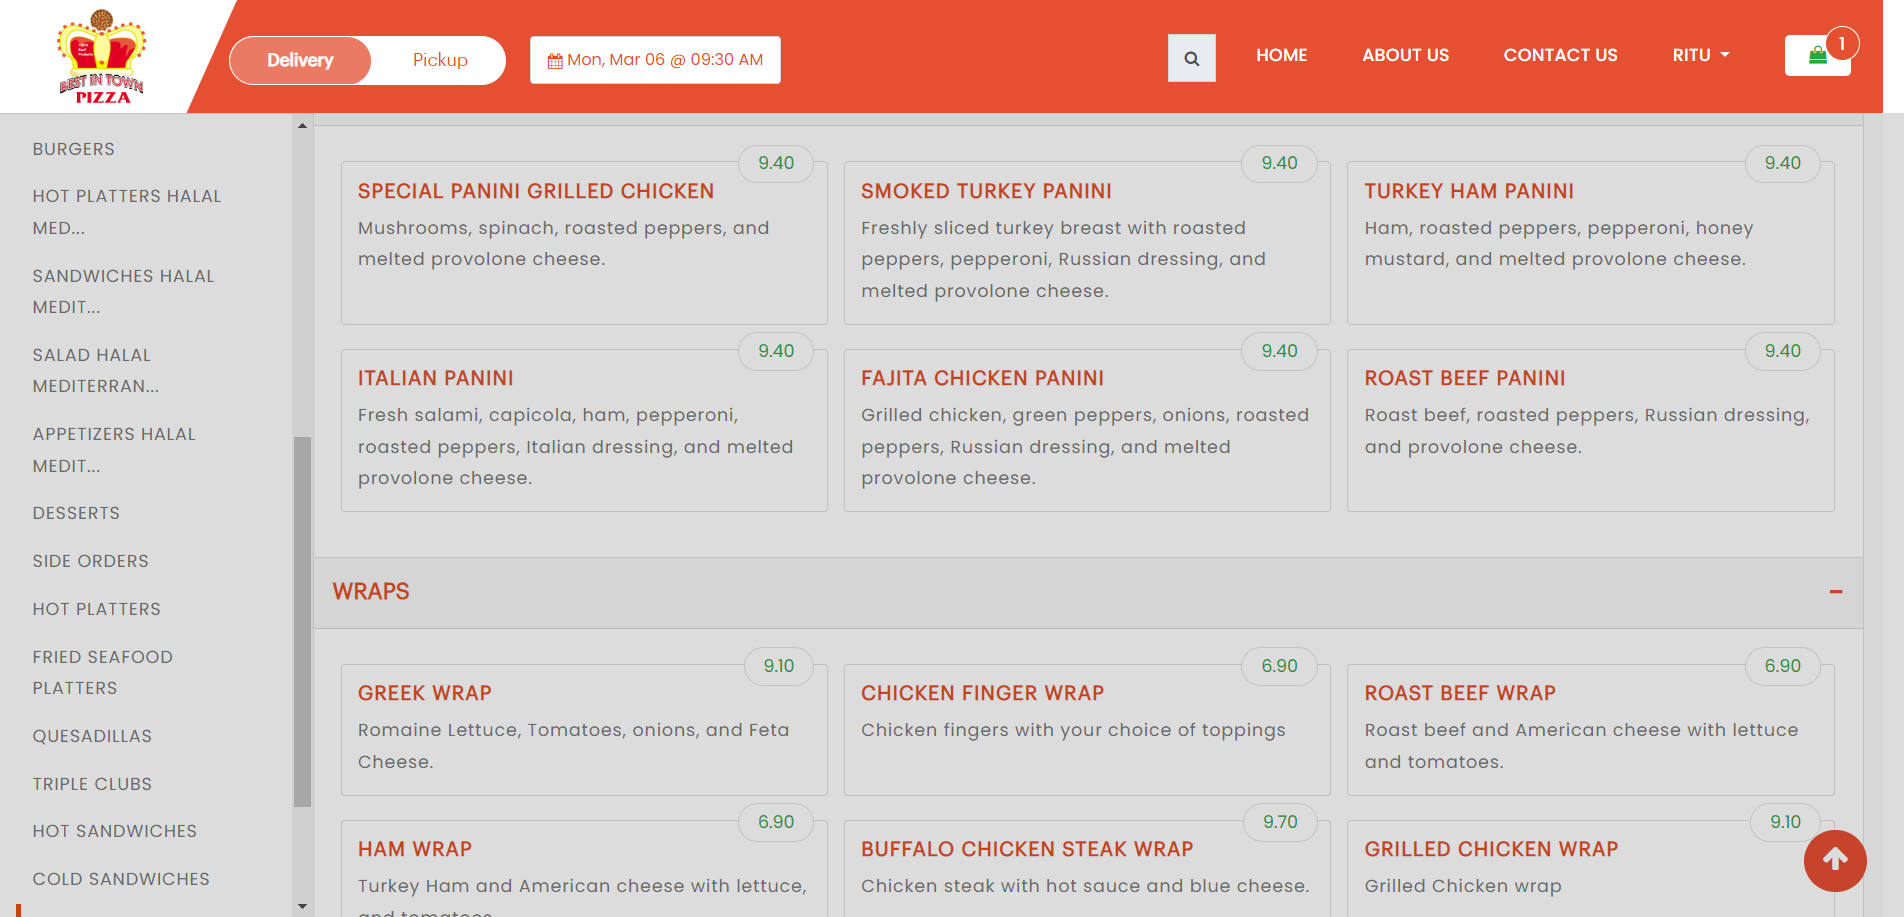 BEST IN TOWN
PIZZA
Delivery
Pickup
Mon, Mar 06 @ 09:30 AM
HOME
ABOUT US
CONTACT US
RITU
1
BURGERS
HOT PLATTERS HALAL
MED...
SANDWICHES HALAL
MEDIT...
SALAD HALAL
MEDITERRAN...
APPETIZERS HALAL
MEDIT...
DESSERTS
SIDE ORDERS
HOT PLATTERS
FRIED SEAFOOD
PLATTERS
QUESADILLAS
TRIPLE CLUBS
HOT SANDWICHES
COLD SANDWICHES
9.40
SPECIAL PANINI GRILLED CHICKEN
Mushrooms, spinach, roasted peppers, and
melted provolone cheese.
9.40
SMOKED TURKEY PANINI
Freshly sliced turkey breast with roasted
peppers, pepperoni, Russian dressing, and
melted provolone cheese.
9.40
TURKEY HAM PANINI
Ham, roasted peppers, pepperoni, honey
mustard, and melted provolone cheese.
9.40
ITALIAN PANINI
Fresh salami, capicola, ham, pepperoni,
roasted peppers, Italian dressing, and melted
provolone cheese.
9.40
FAJITA CHICKEN PANINI
Grilled chicken, green peppers, onions, roasted
peppers, Russian dressing, and melted
provolone cheese.
9.40
ROAST BEEF PANINI
Roast beef, roasted peppers, Russian dressing,
and provolone cheese.
WRAPS
9.10
GREEK WRAP
Romaine Lettuce, Tomatoes, onions, and Feta
Cheese.
6.90
CHICKEN FINGER WRAP
Chicken fingers with your choice of toppings
6.90
ROAST BEEF WRAP
Roast beef and American cheese with lettuce
and tomatoes.
6.90
HAM WRAP
Turkey Ham and American cheese with lettuce,
and tomatoes
9.70
BUFFALO CHICKEN STEAK WRAP
Chicken steak with hot sauce and blue cheese.
9.10
GRILLED CHICKEN WRAP
Grilled Chicken wrap